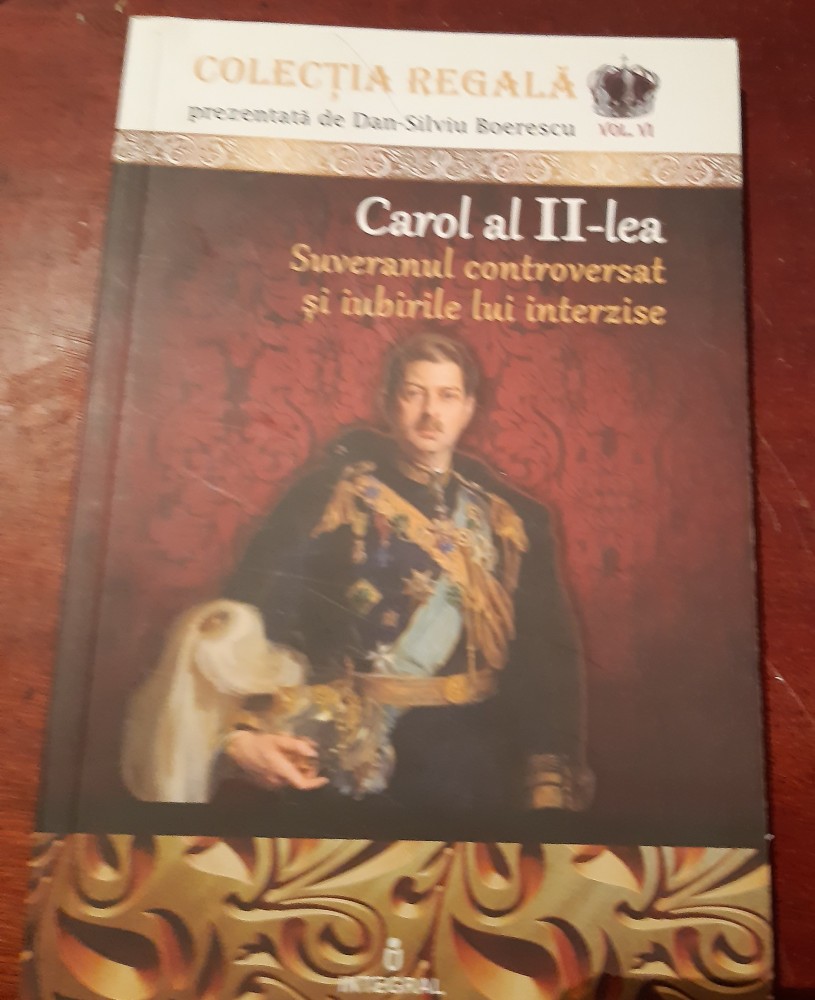 COLECȚIA REGALĂ
prezentată de Dan-Silviu Boerescu
VOL. VI
Carol al II-lea
Suveranul controversat
și iubirile lui interzise
INTEGRAL